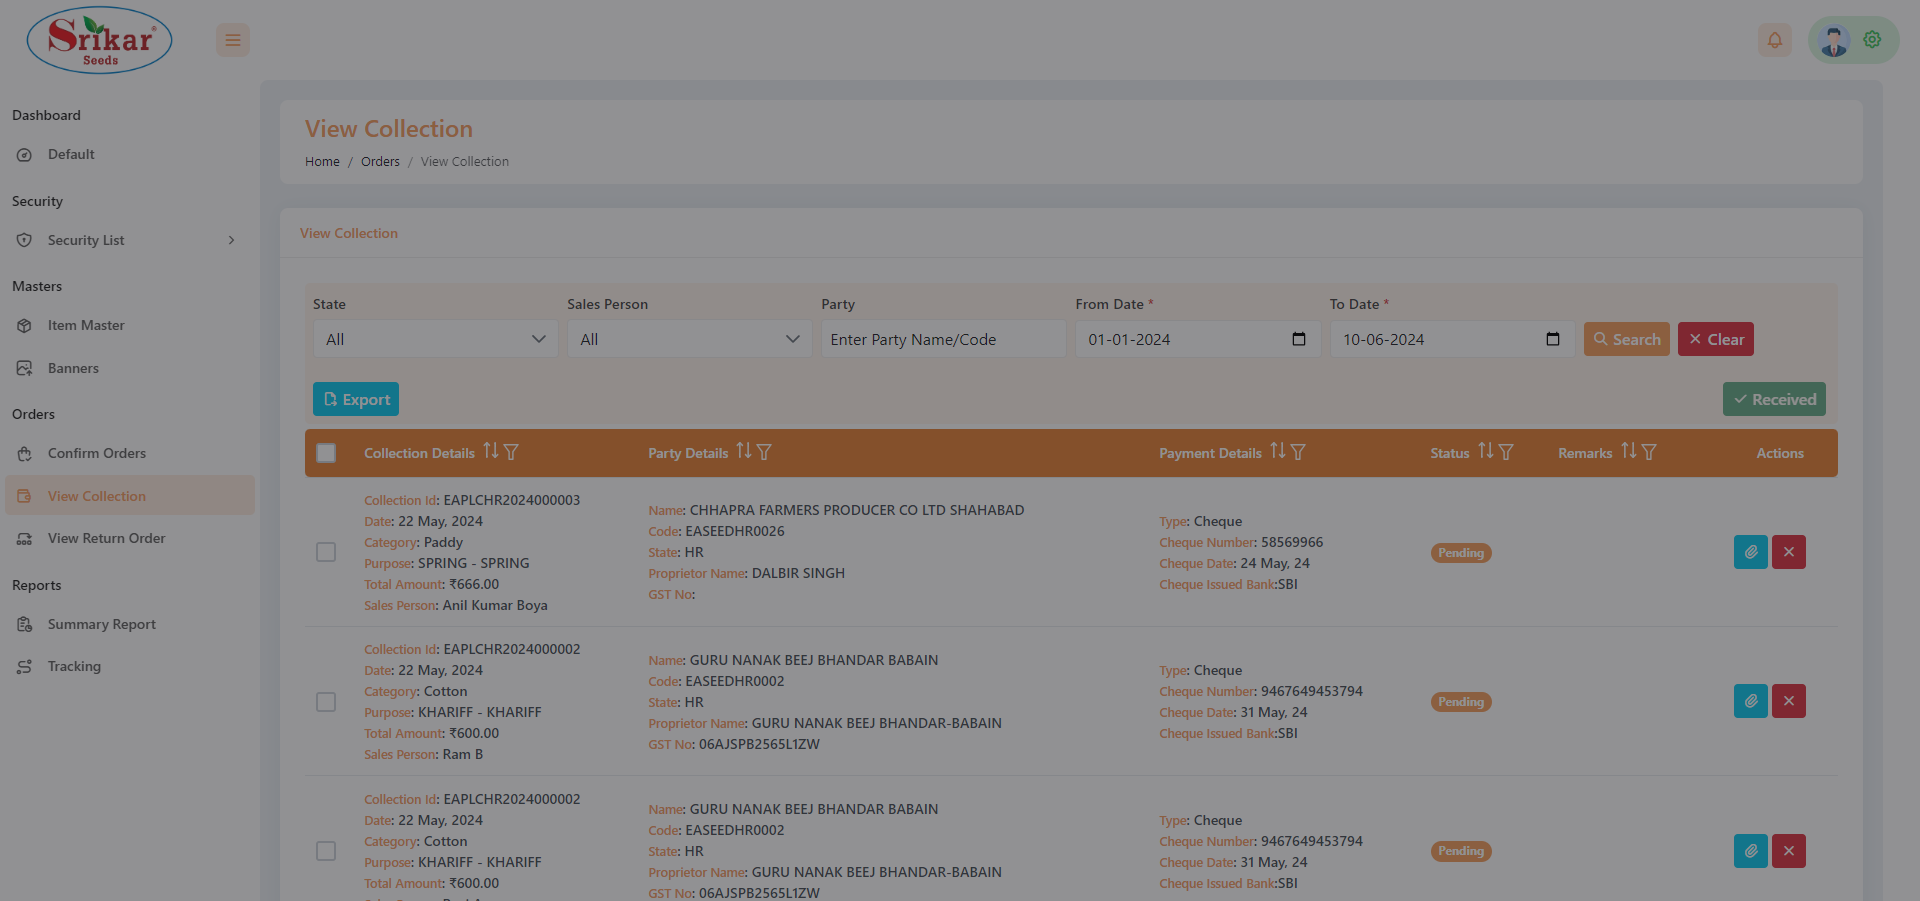 Srikar
Seeds
Dashboard
Default
Security
Security List
Masters
Item Master
Banners
Orders
Confirm Orders
View Collection
View Return Order
Reports
Summary Report
Tracking
View Collection
Home / Orders / View Collection
View Collection
State
All
Sales Person
All
Party
Enter Party Name/Code
From Date *
01-01-2024
To Date *
10-06-2024
Search
Clear
Export
Received
Collection Details Party Details Payment Details Status Remarks Actions
Collection Id: EAPLCHR2024000003
Date: 22 May, 2024
Category: Paddy
Purpose: SPRING - SPRING
Total Amount: ₹666.00
Sales Person: Anil Kumar Boya
Name: CHHAPRA FARMERS PRODUCER CO LTD SHAHABAD
Code: EASEEDHR0026
State: HR
Proprietor Name: DALBIR SINGH
GST No:
Type: Cheque
Cheque Number: 58569966
Cheque Date: 24 May, 24
Cheque Issued Bank:SBI
Pending
Collection Id: EAPLCHR2024000002
Date: 22 May, 2024
Category: Cotton
Purpose: KHARIFF - KHARIFF
Total Amount: ₹600.00
Sales Person: Ram B
Name: GURU NANAK BEEJ BHANDAR BABAIN
Code: EASEEDHR0002
State: HR
Proprietor Name: GURU NANAK BEEJ BHANDAR-BABAIN
GST No: 06AJSPB2565L1ZW
Type: Cheque
Cheque Number: 9467649453794
Cheque Date: 31 May, 24
Cheque Issued Bank:SBI
Pending
Collection Id: EAPLCHR2024000002
Date: 22 May, 2024
Category: Cotton
Purpose: KHARIFF - KHARIFF
Total Amount: ₹600.00
Name: GURU NANAK BEEJ BHANDAR BABAIN
Code: EASEEDHR0002
State: HR
Proprietor Name: GURU NANAK BEEJ BHANDAR-BABAIN
GST No: 06AJSPB2565L1ZW
Type: Cheque
Cheque Number: 9467649453794
Cheque Date: 31 May, 24
Cheque Issued Bank:SBI
Pending